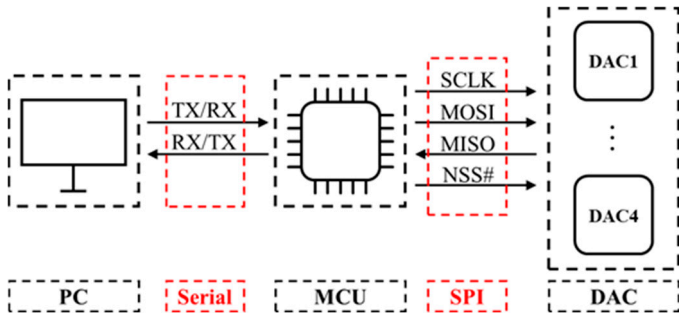 SCLK
DAC1
TX/RX
MOSI
RX/TX
MISO
⋮
NSS#
DAC4
PC
Serial
MCU
SPI
DAC